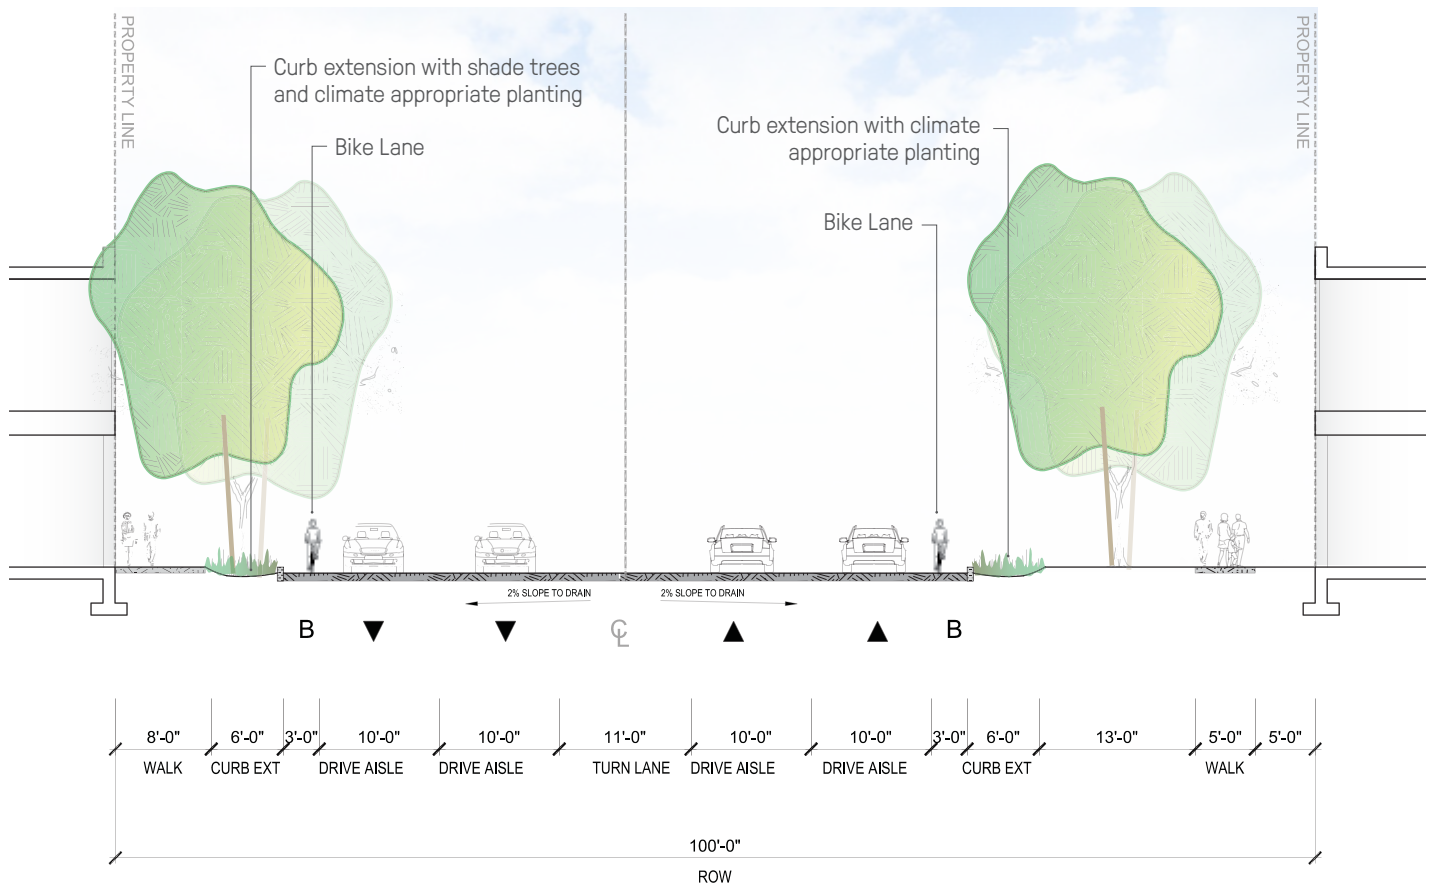 PROPERTY LINE
PROPERTY LINE
Curb extension with shade trees
and climate appropriate planting
Bike Lane
Curb extension with climate
appropriate planting
Bike Lane
2% SLOPE TO DRAIN
2% SLOPE TO DRAIN
B
℄
B
8'-0"
6'-0"
3'-0"
10'-0"
10'-0"
11'-0"
10'-0"
10'-0"
3'-0"
6'-0"
13'-0"
5'-0"
5'-0"
WALK
CURB EXT
DRIVE AISLE
DRIVE AISLE
TURN LANE
DRIVE AISLE
DRIVE AISLE
CURB EXT
WALK
100'-0"
ROW